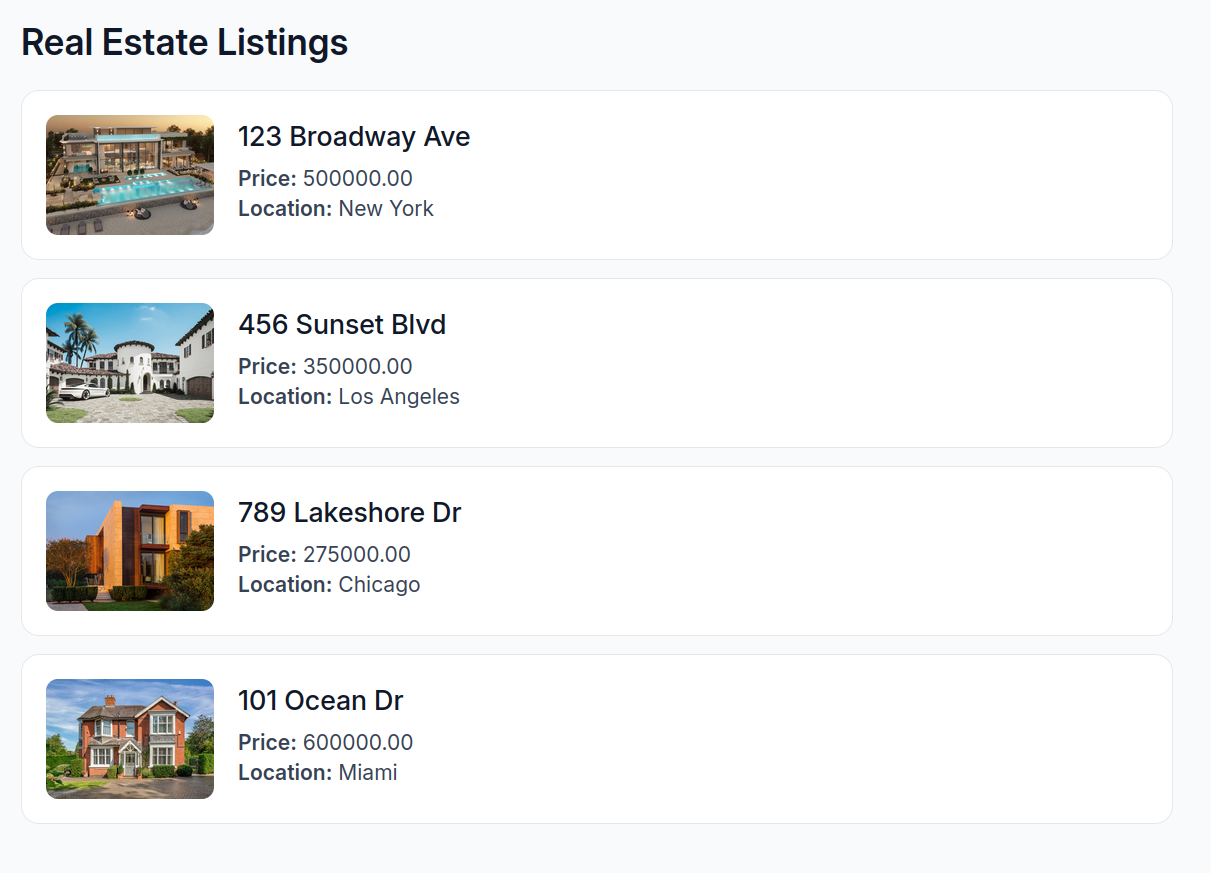 Real Estate Listings
123 Broadway Ave
Price: 500000.00
Location: New York
456 Sunset Blvd
Price: 350000.00
Location: Los Angeles
789 Lakeshore Dr
Price: 275000.00
Location: Chicago
101 Ocean Dr
Price: 600000.00
Location: Miami